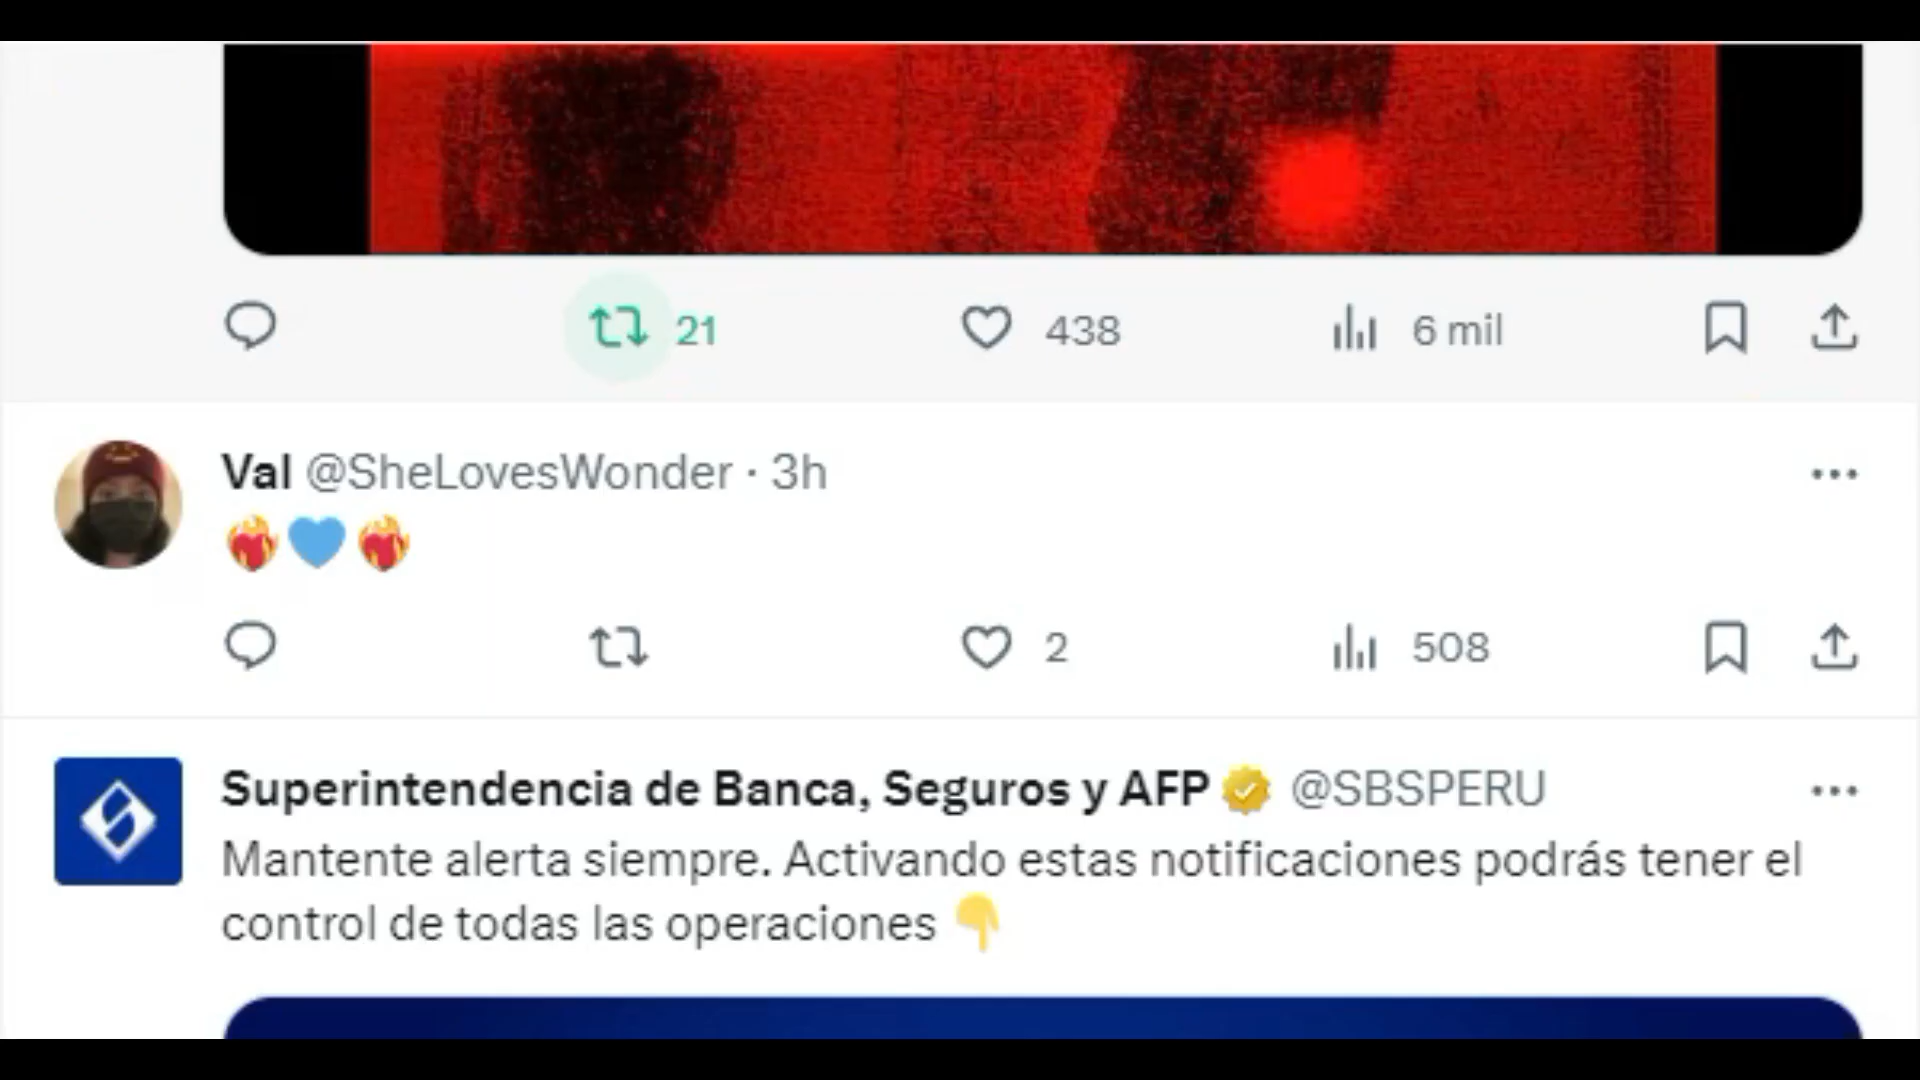 21 438 6 mil
Val @SheLovesWonder · 3h
❤️‍🔥💙❤️‍🔥
2 508
Superintendencia de Banca, Seguros y AFP @SBSPERU
Mantente alerta siempre. Activando estas notificaciones podrás tener el
control de todas las operaciones 👇